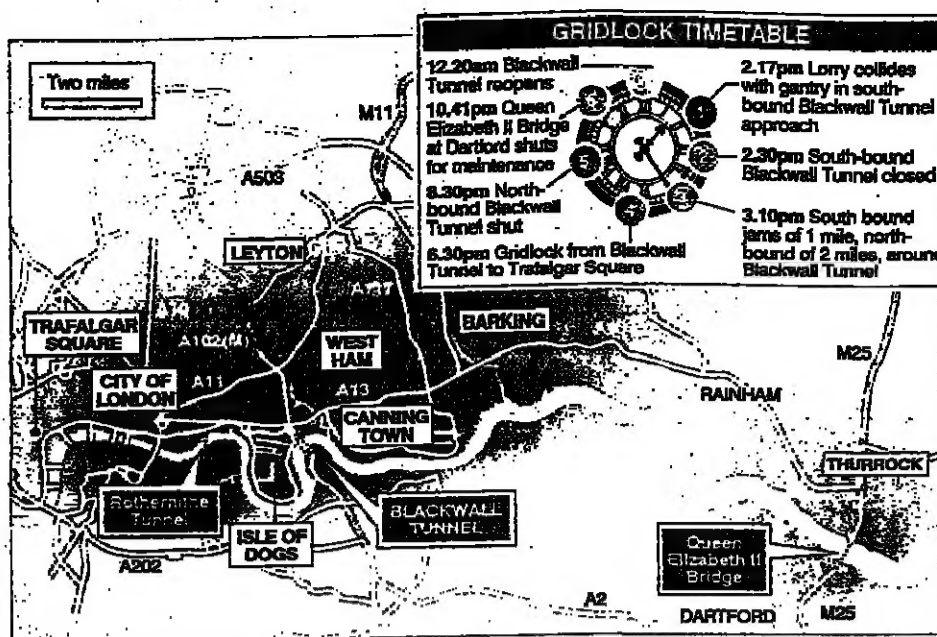 GRIDLOCK TIMETABLE
12.20am Blackwall
Tunnel reopens
10.41pm Queen
Elizabeth II Bridge
at Dartford shuts
for maintenance
8.30pm North-
bound Blackwall
Tunnel shut
6.30pm Gridlock from Blackwall
Tunnel to Trafalgar Square
2.17pm Lorry collides
with gantry in south-
bound Blackwall Tunnel
approach
2.30pm South-bound
Blackwall Tunnel closed
3.10pm South bound
jams of 1 mile, north-
bound of 2 miles, around
Blackwall Tunnel
Two miles
M11
A503
LEYTON
TRAFALGAR
SQUARE
A102(M)
WEST
HAM
BARKING
M25
CITY OF
LONDON
A11
A13
RAINHAM
CANNING
TOWN
THURROCK
Rotherhithe
Tunnel
BLACKWALL
TUNNEL
ISLE OF
DOGS
Queen
Elizabeth II
Bridge
A202
A2
DARTFORD
M25